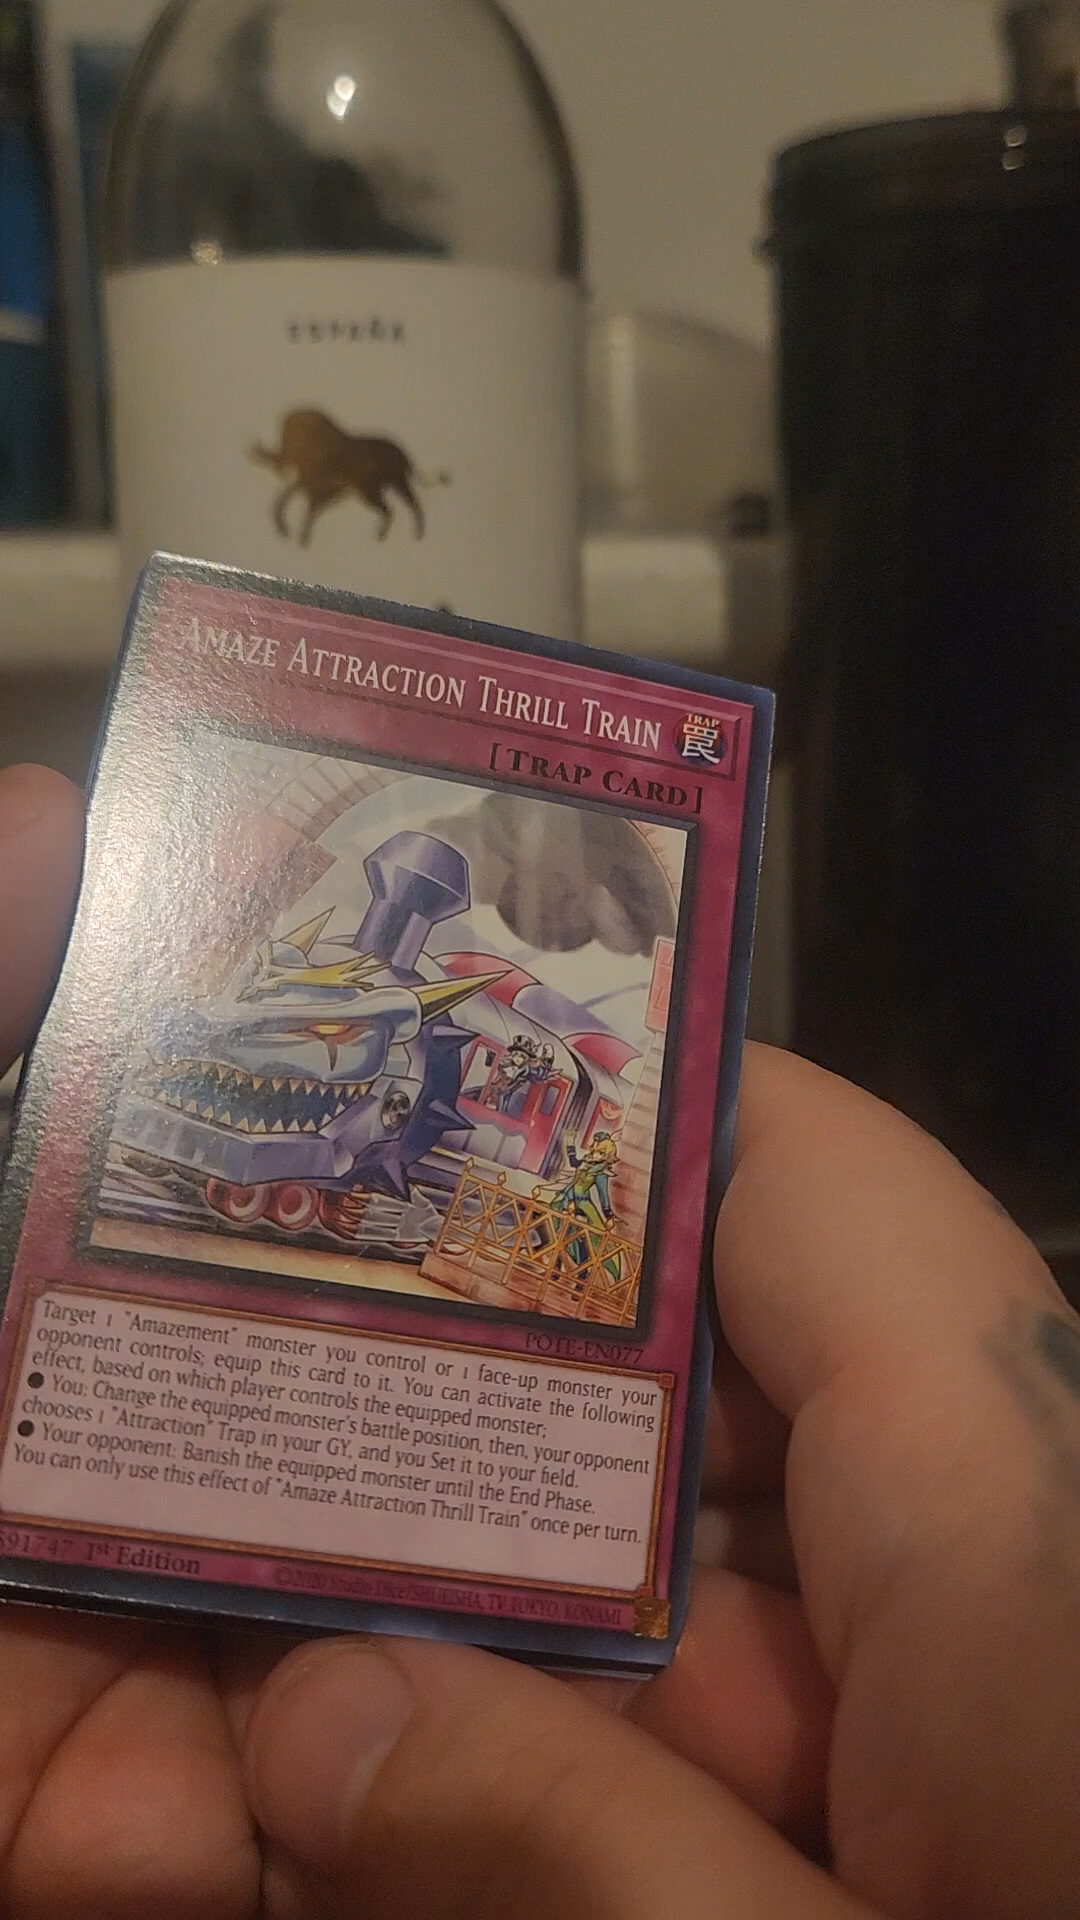 ESPAÑA
AMAZE ATTRACTION THRILL TRAIN
TRAP
罠
[TRAP CARD]
POTE-EN077
Target 1 "Amazement" monster you control or 1 face-up monster your
opponent controls; equip this card to it. You can activate the following
effect, based on which player controls the equipped monster;
● You: Change the equipped monster's battle position, then, your opponent
chooses 1 "Attraction" Trap in your GY, and you Set it to your field.
● Your opponent: Banish the equipped monster until the End Phase.
You can only use this effect of "Amaze Attraction Thrill Train" once per turn.
591747 1st Edition
©2020 Studio Dice/SHUEISHA, TV TOKYO, KONAMI